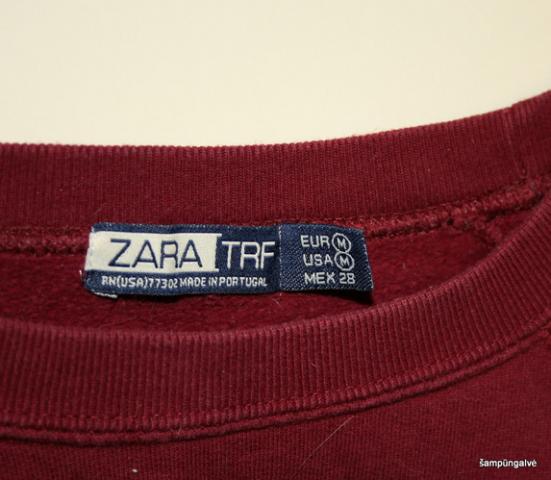 ZARA TRF
RN(USA)77302 MADE IN PORTUGAL
EUR M
USA M
MEX 28
šampūngalvė